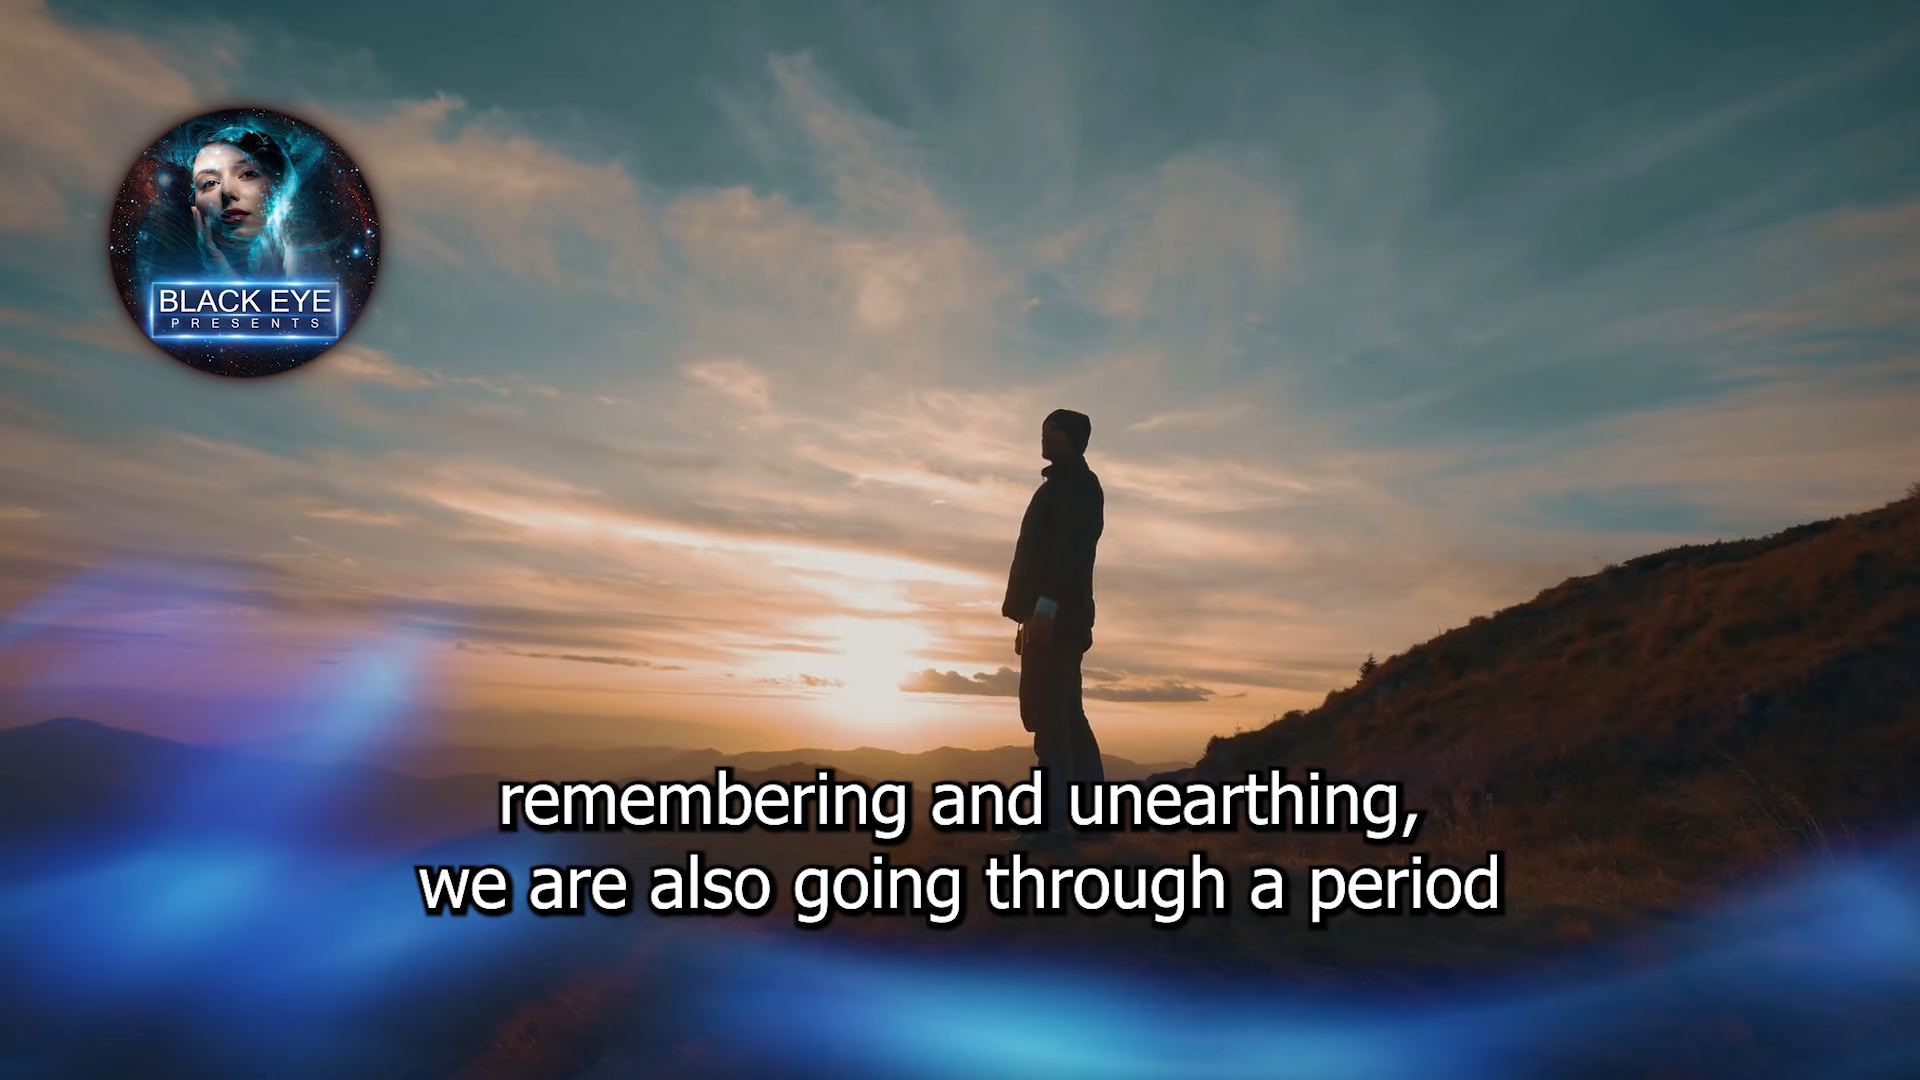 BLACK EYE
PRESENTS
remembering and unearthing,
we are also going through a period